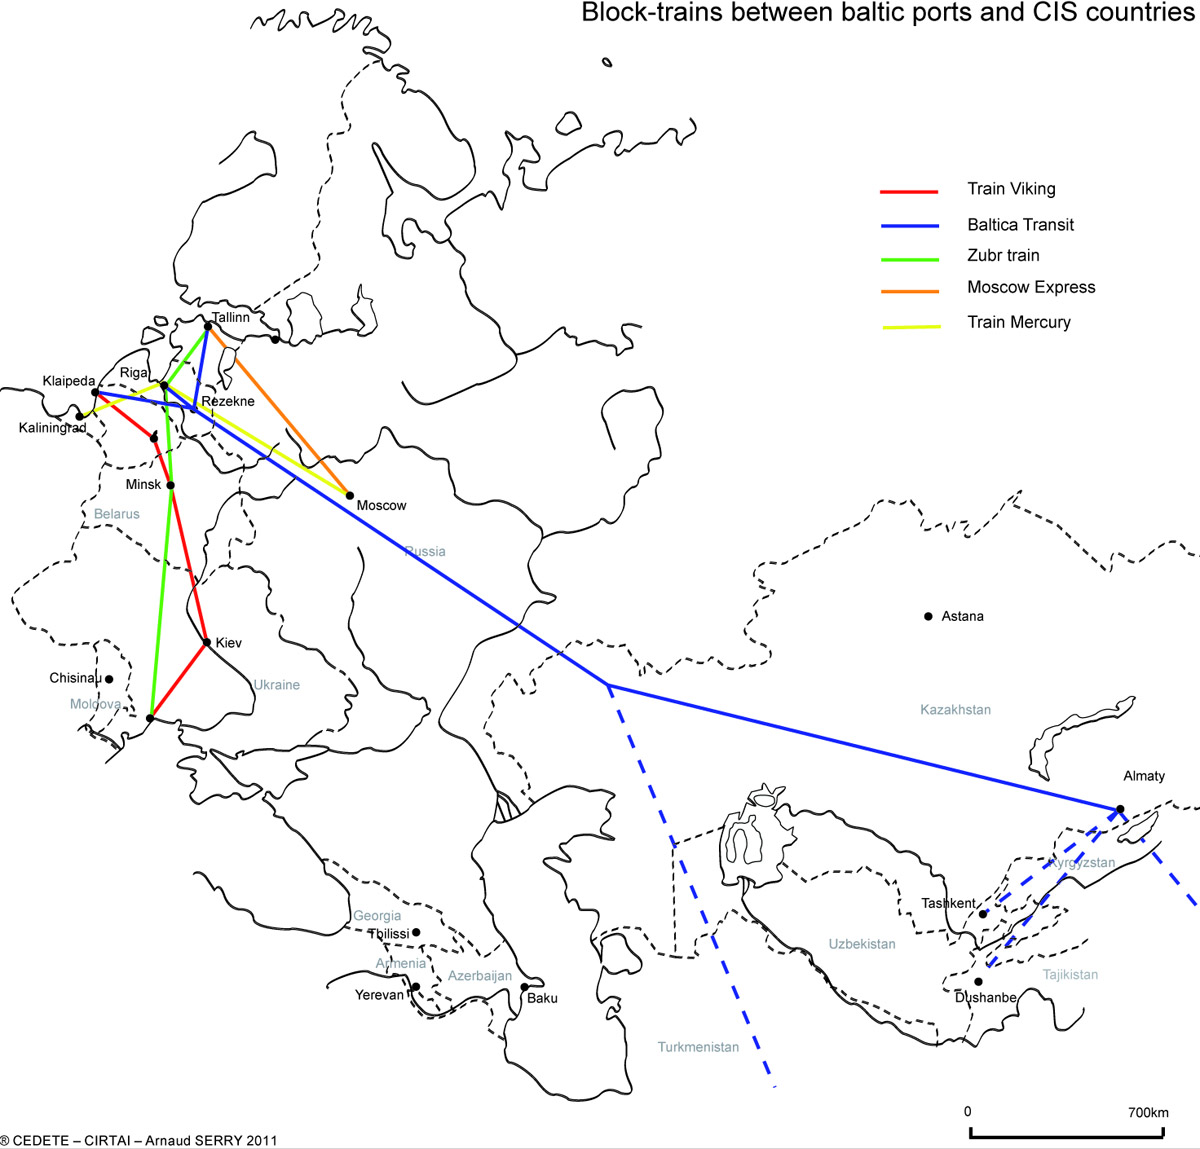 Block-trains between baltic ports and CIS countries
Train Viking
Baltica Transit
Zubr train
Moscow Express
Train Mercury
Tallinn
Riga
Klaipeda
Rezekne
Kaliningrad
Minsk
Moscow
Belarus
Russia
Astana
Kiev
Chisinau
Ukraine
Moldova
Kazakhstan
Almaty
Kyrgyzstan
Tashkent
Georgia
Tbilissi
Uzbekistan
Armenia
Azerbaijan
Tajikistan
Yerevan
Baku
Dushanbe
Turkmenistan
0 700km
® CEDETE – CIRTAI – Arnaud SERRY 2011